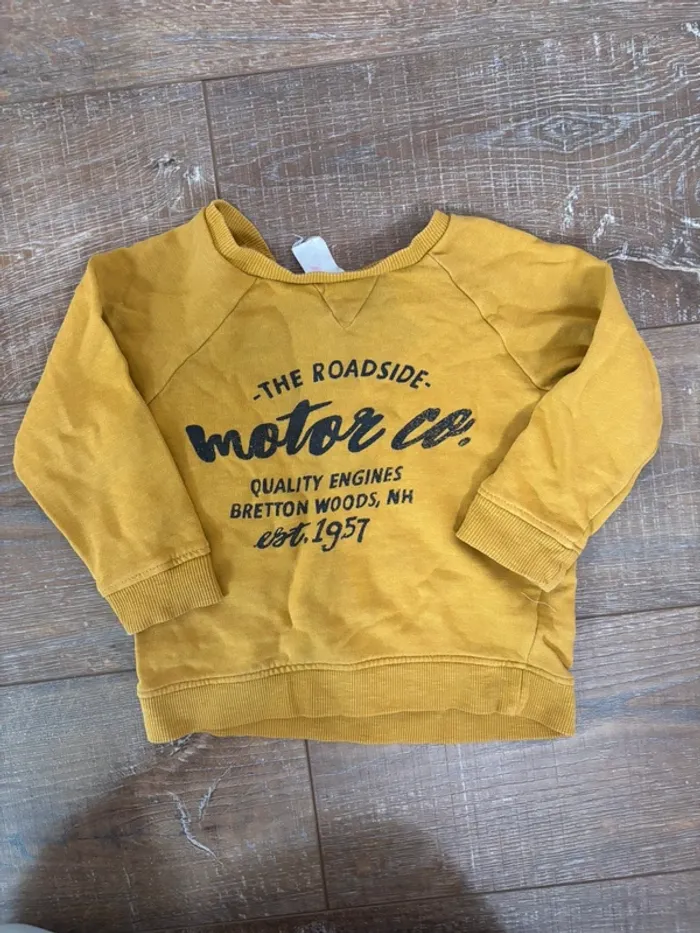 -THE ROADSIDE-
motor co.
QUALITY ENGINES
BRETTON WOODS, NH
est. 1957